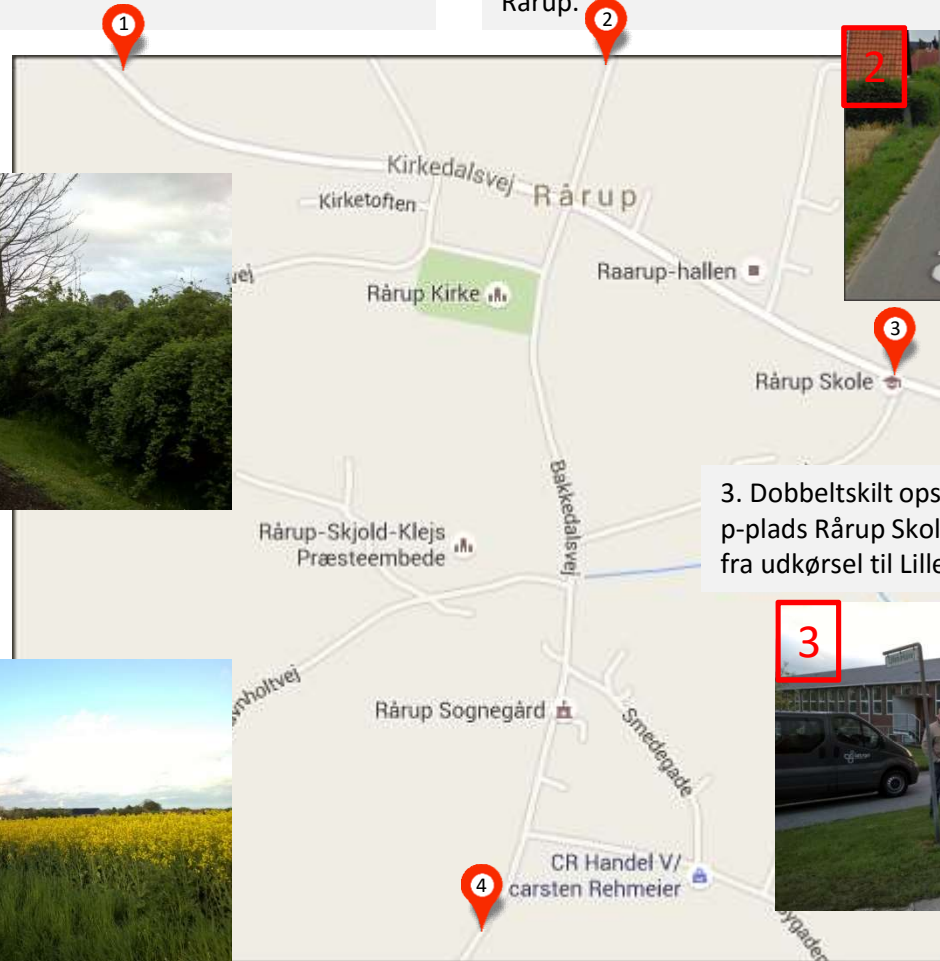 Rårup.
1
2
2
Kirkedalsvej
Rårup
Kirketoften
vej
Raarup-hallen
Rårup Kirke
3
Rårup Skole
Bakkedalsvej
3. Dobbeltskilt ops
p-plads Rårup Skol
fra udkørsel til Lille
Rårup-Skjold-Klejs
Præsteembede
3
ynholtvej
Rårup Sognegård
Smedegade
CR Handel V/
carsten Rehmeier
4
ygaden